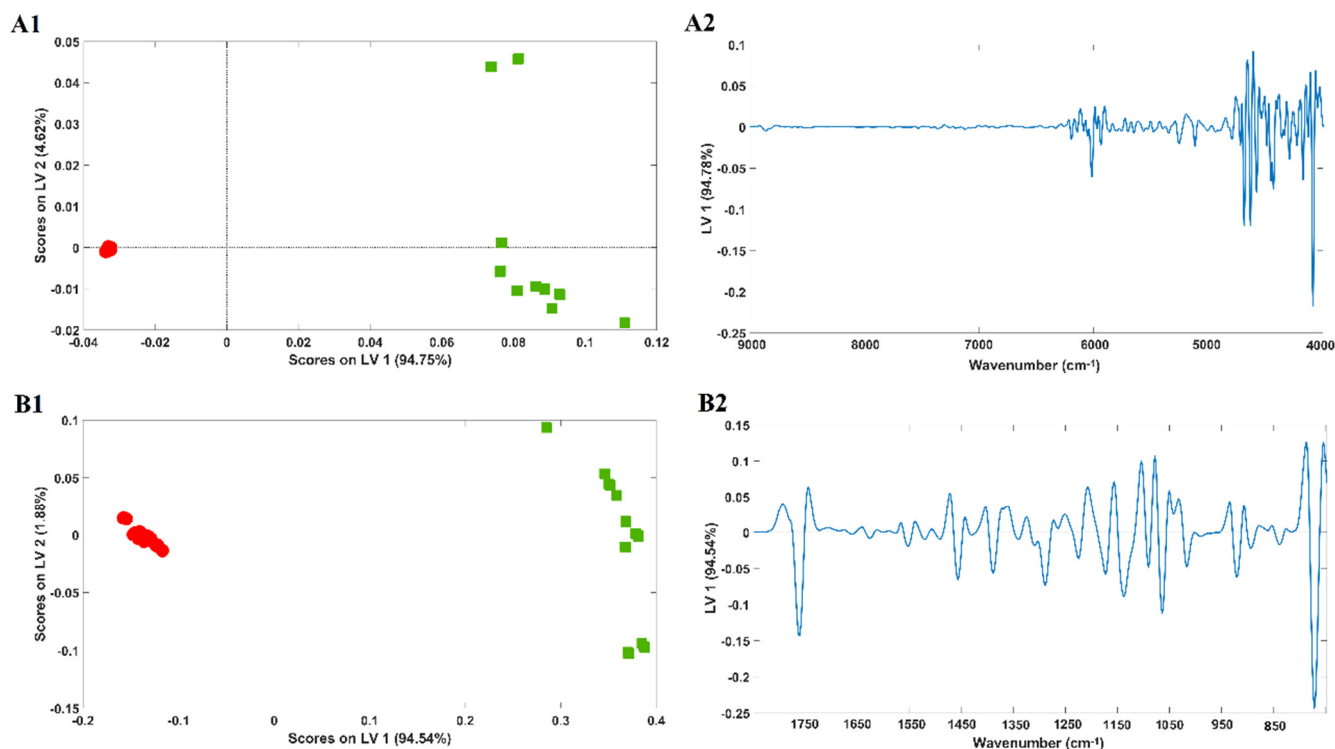 A1
0.05
0.04
0.03
0.02
0.01
0
-0.01
-0.02
Scores on LV 2 (4.62%)
-0.04 -0.02 0 0.02 0.04 0.06 0.08 0.1 0.12
Scores on LV 1 (94.75%)
A2
0.1
0.05
0
-0.05
-0.1
-0.15
-0.2
-0.25
LV 1 (94.78%)
9000 8000 7000 6000 5000 4000
Wavenumber (cm-1)
B1
0.1
0.05
0
-0.05
-0.1
-0.15
Scores on LV 2 (1.88%)
-0.2 -0.1 0 0.1 0.2 0.3 0.4
Scores on LV 1 (94.54%)
B2
0.15
0.1
0.05
0
-0.05
-0.1
-0.15
-0.2
-0.25
LV 1 (94.54%)
1750 1650 1550 1450 1350 1250 1150 1050 950 850
Wavenumber (cm-1)